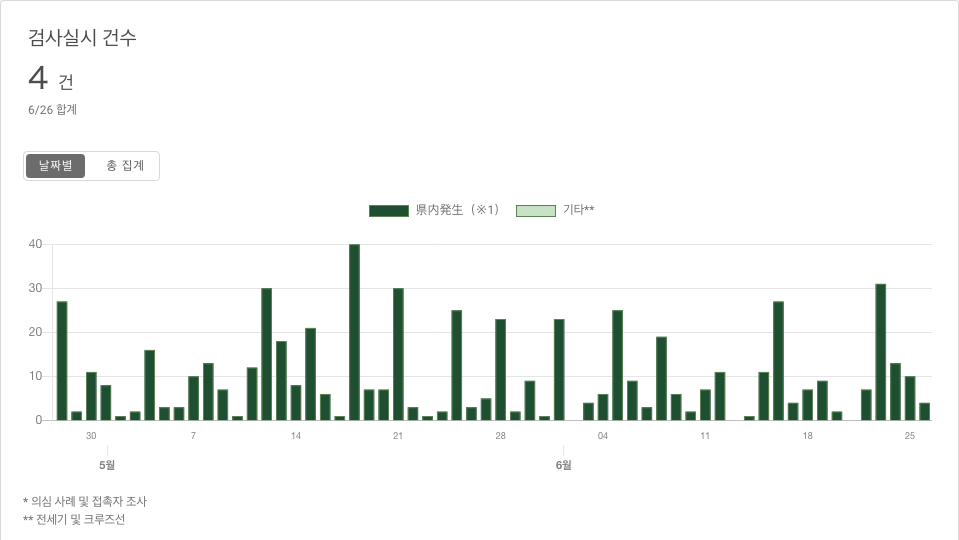 검사실시 건수
4 건
6/26 합계
날짜별 총 집계
県内発生（※1） 기타**
40
30
20
10
0
30 7 14 21 28 04 11 18 25
5월 6월
* 의심 사례 및 접촉자 조사
** 전세기 및 크루즈선